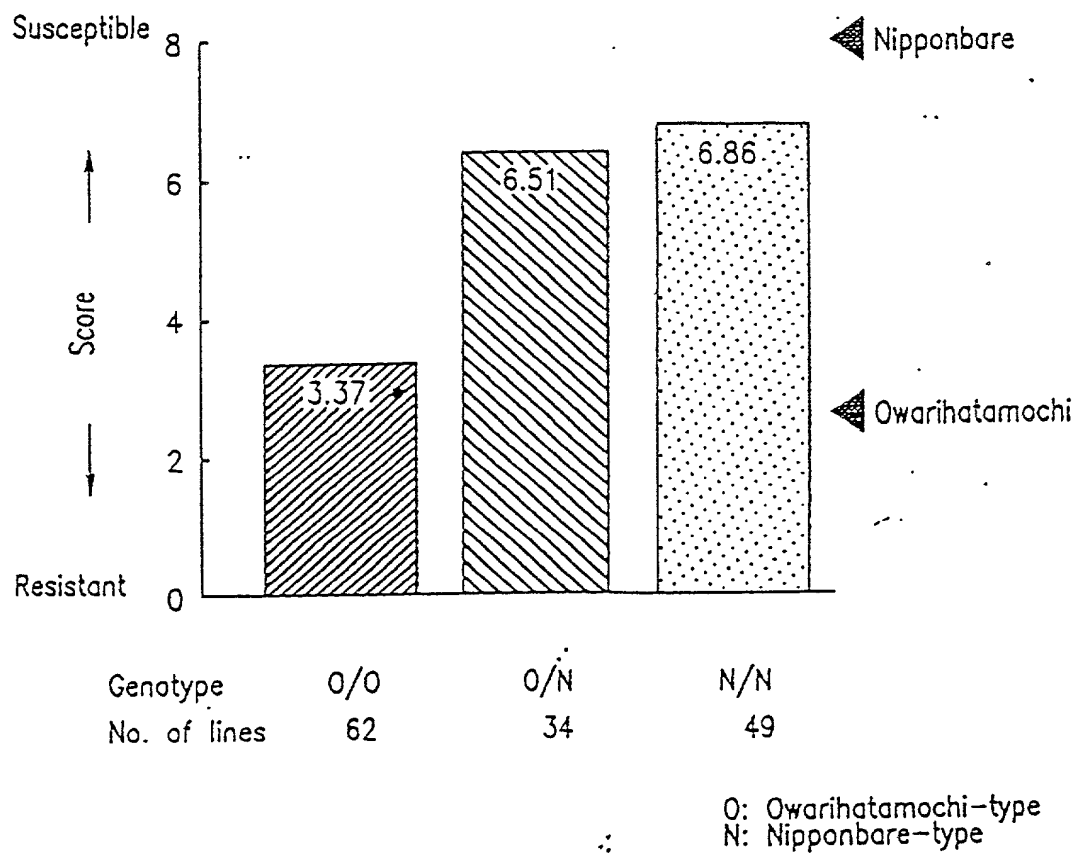 Susceptible
8
Nipponbare
6.86
6.51
6
Score
4
3.37
Owarihatamochi
2
Resistant
0
Genotype O/O O/N N/N
No. of lines 62 34 49
O: Owarihatamochi-type
N: Nipponbare-type